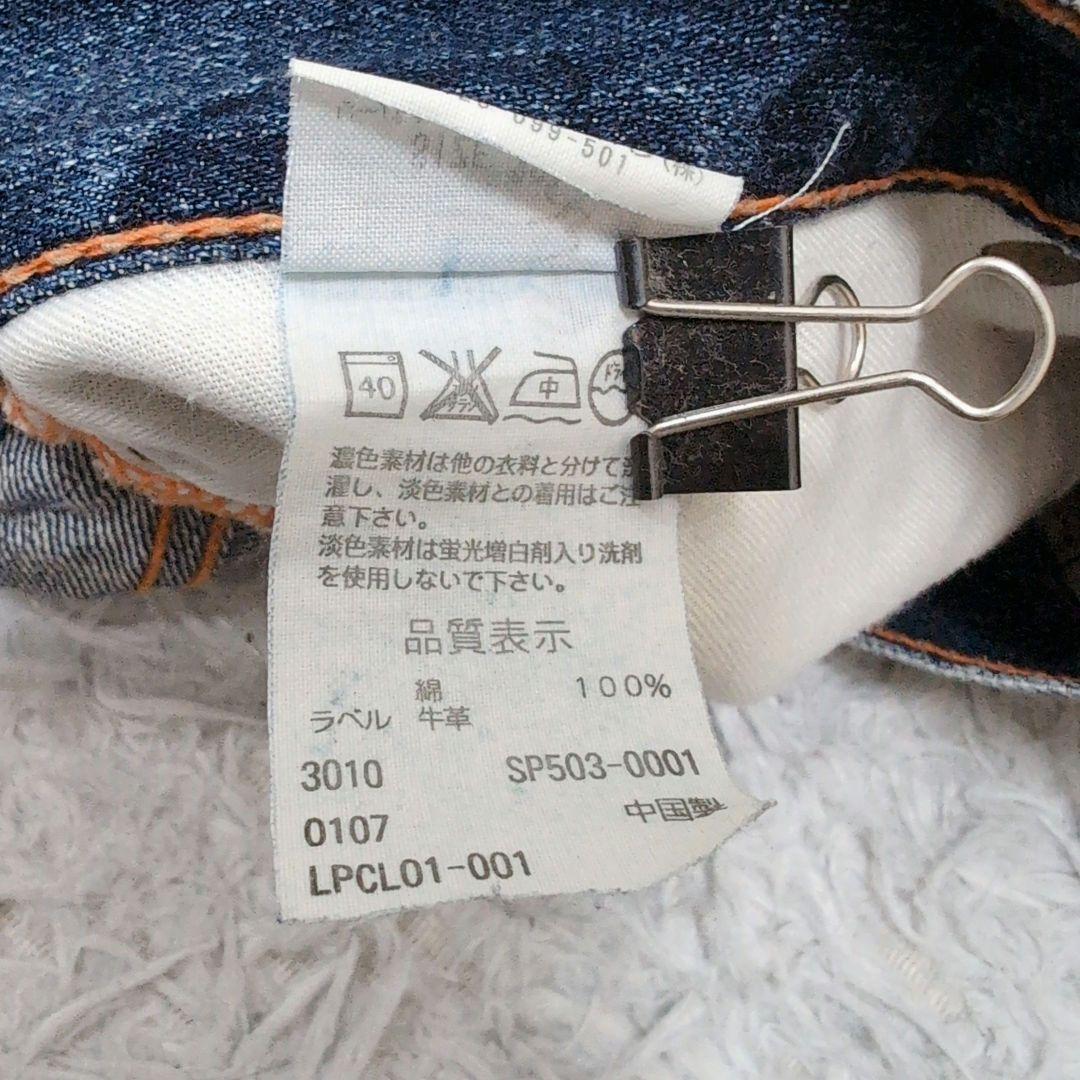 099-501
(株)
40
中
濃色素材は他の衣料と分けて
濯し、淡色素材との着用はご注
意下さい。
淡色素材は蛍光増白剤入り洗剤
を使用しないで下さい。
品質表示
綿 100%
ラベル 牛革
3010 SP503-0001
中国製
0107
LPCL01-001